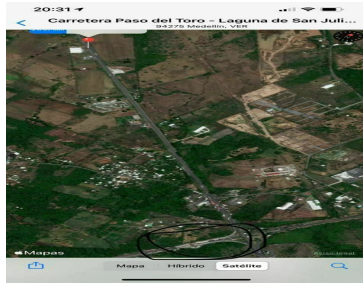 20:31
Carretera Paso del Toro - Laguna de San Juli...
94275 Medellín, VER
Mapas
Mapa Híbrido Satélite